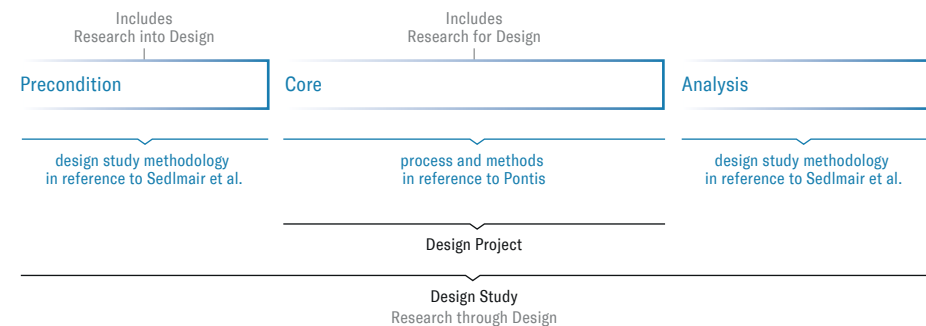 Includes
Research into Design
Includes
Research for Design
Precondition
Core
Analysis
design study methodology
in reference to Sedlmair et al.
process and methods
in reference to Pontis
design study methodology
in reference to Sedlmair et al.
Design Project
Design Study
Research through Design